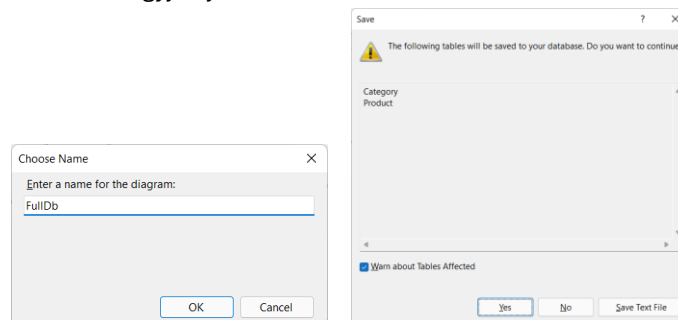 Save ?
The following tables will be saved to your database. Do you want to continue
Category
Product
Choose Name
Enter a name for the diagram:
FullDb
Warn about Tables Affected
OK Cancel
Yes No Save Text File